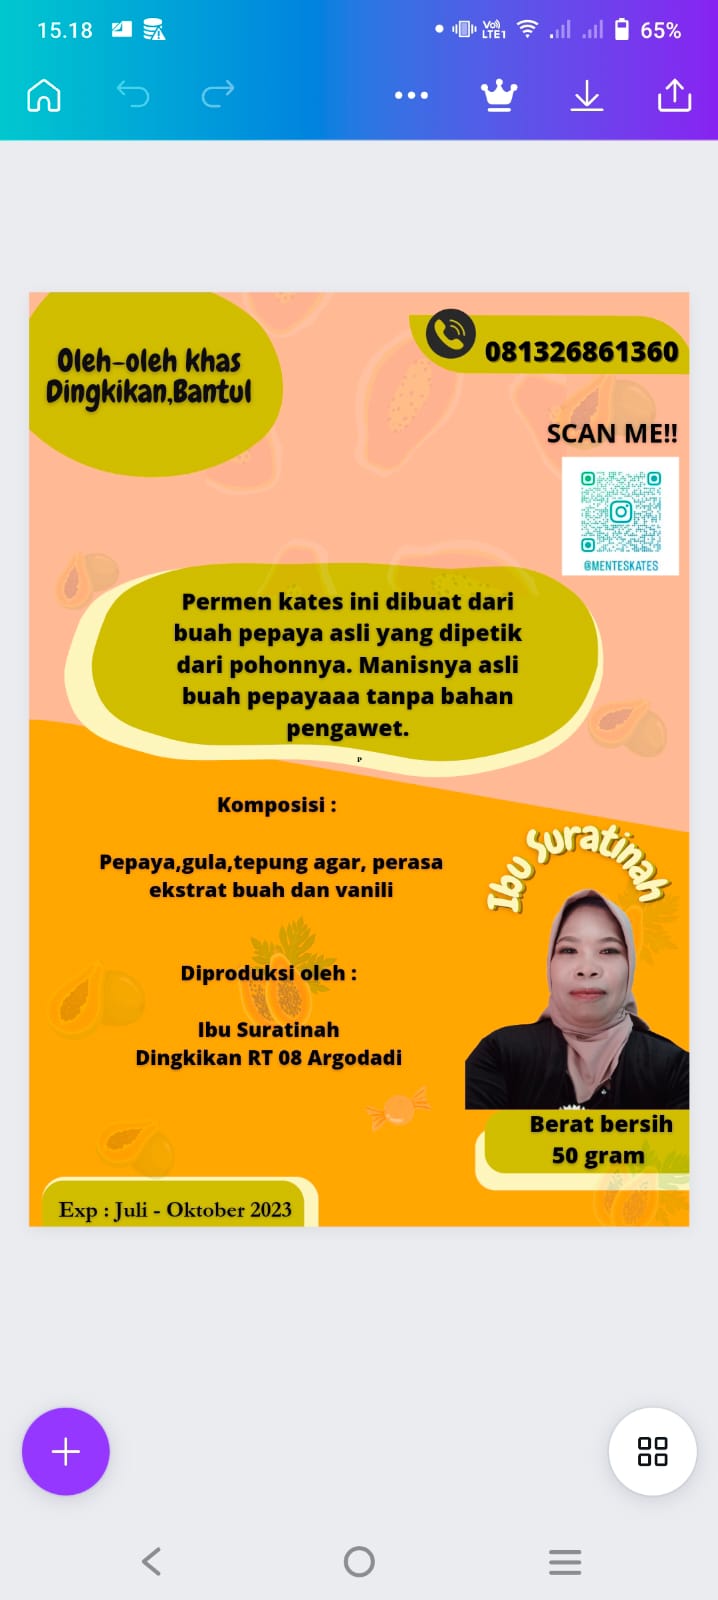 15.18
Vo))
LTE1
65%
Oleh-oleh khas
Dingkikan,Bantul
081326861360
SCAN ME!!
@MENTESKATES
Permen kates ini dibuat dari
buah pepaya asli yang dipetik
dari pohonnya. Manisnya asli
buah pepayaaa tanpa bahan
pengawet.
P
Komposisi :
Pepaya,gula,tepung agar, perasa
ekstrat buah dan vanili
Ibu Suratinah
Diproduksi oleh :
Ibu Suratinah
Dingkikan RT 08 Argodadi
Berat bersih
50 gram
Exp : Juli - Oktober 2023